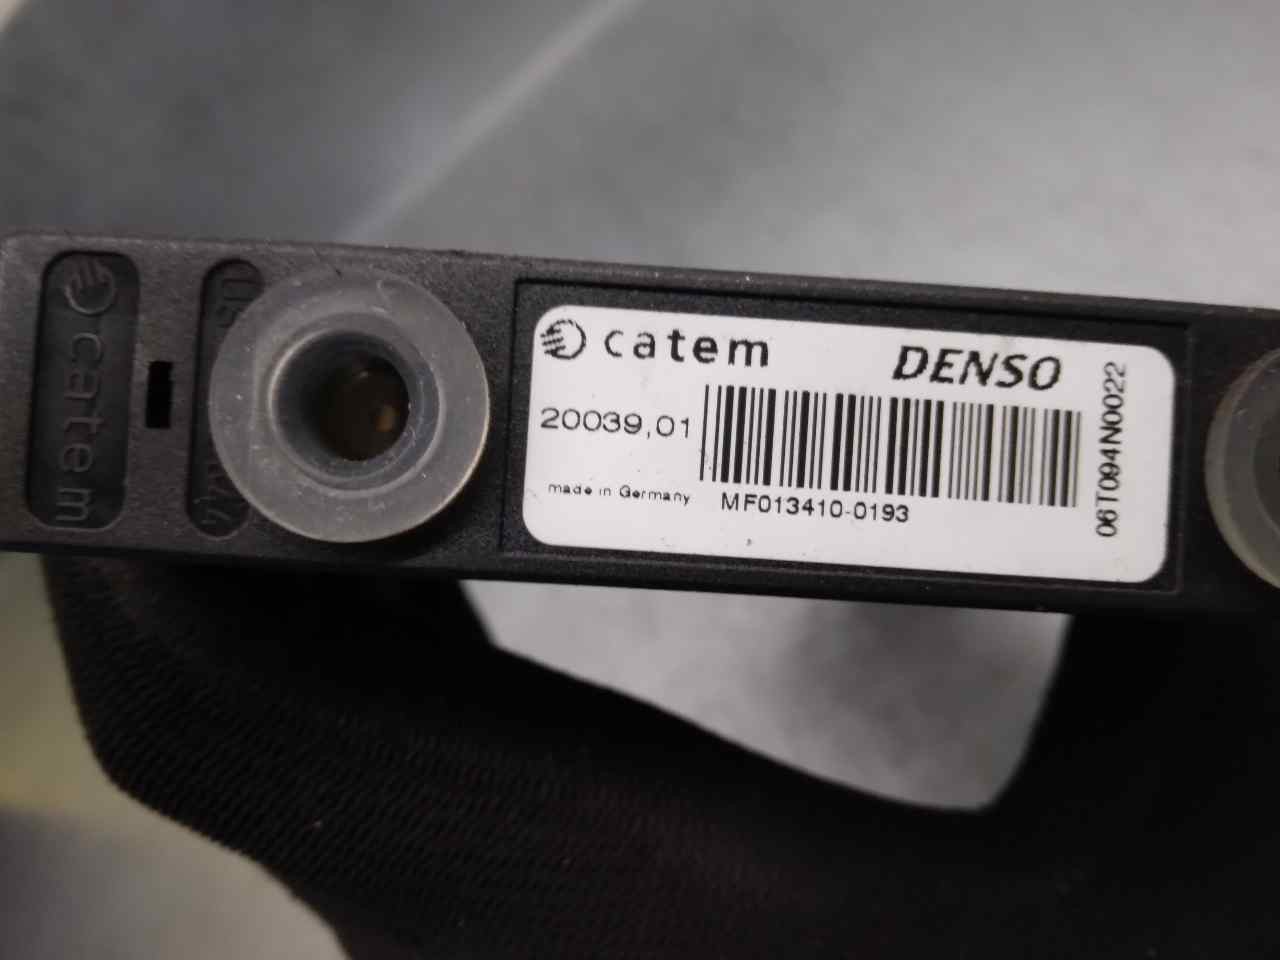 catem
catem DENSO
20039,01
made in Germany MF013410-0193
06T094N0022